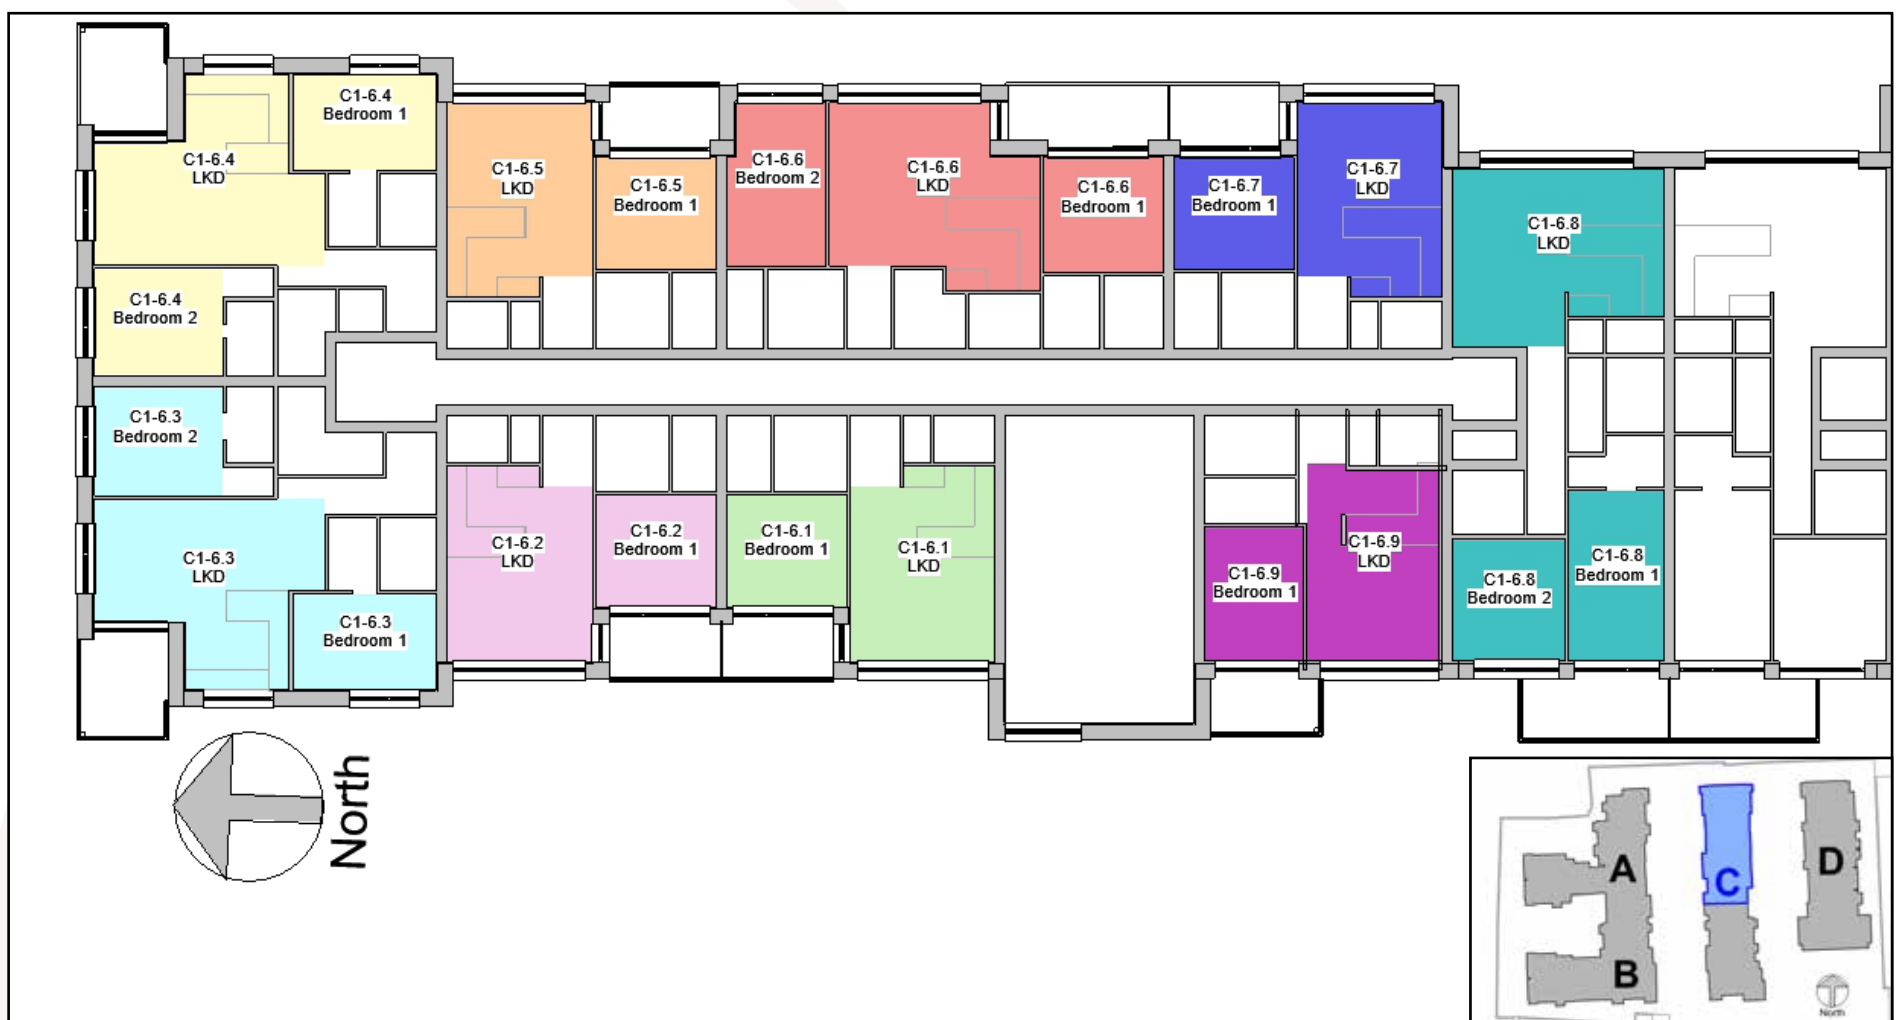 C1-6.4
Bedroom 1
C1-6.4
LKD
C1-6.5
LKD
C1-6.5
Bedroom 1
C1-6.6
Bedroom 2
C1-6.6
LKD
C1-6.6
Bedroom 1
C1-6.7
Bedroom 1
C1-6.7
LKD
C1-6.8
LKD
C1-6.4
Bedroom 2
C1-6.3
Bedroom 2
C1-6.3
LKD
C1-6.3
Bedroom 1
C1-6.2
LKD
C1-6.2
Bedroom 1
C1-6.1
Bedroom 1
C1-6.1
LKD
C1-6.9
Bedroom 1
C1-6.9
LKD
C1-6.8
Bedroom 2
C1-6.8
Bedroom 1
North
A
C
D
B
North